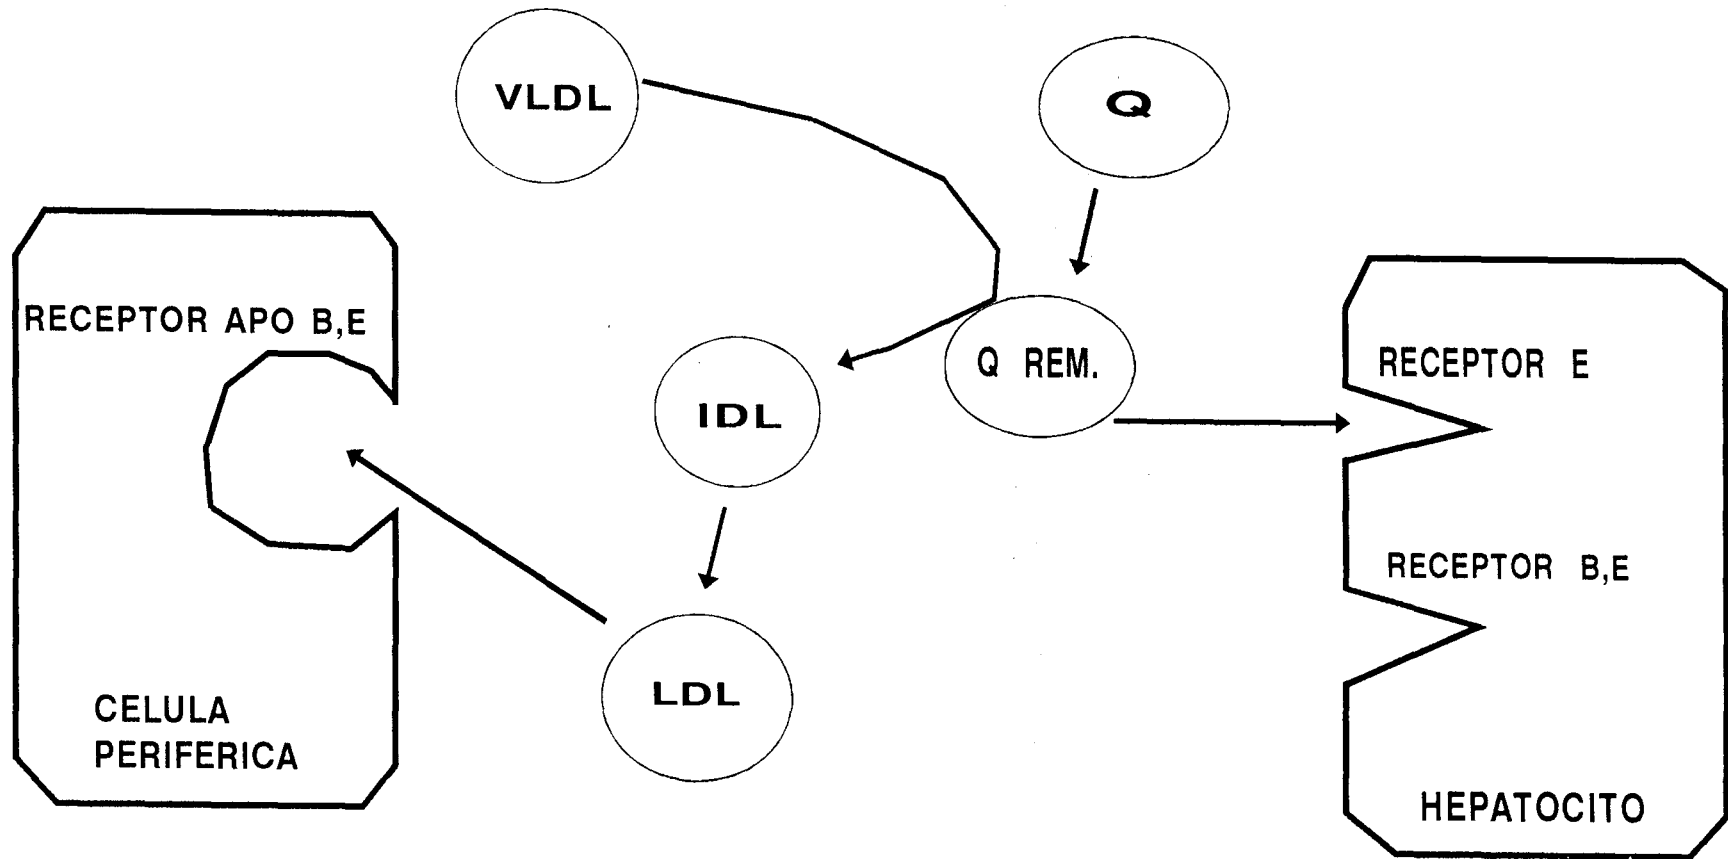 VLDL
Q
RECEPTOR APO B,E
Q REM.
RECEPTOR E
IDL
RECEPTOR B,E
LDL
CELULA
PERIFERICA
HEPATOCITO